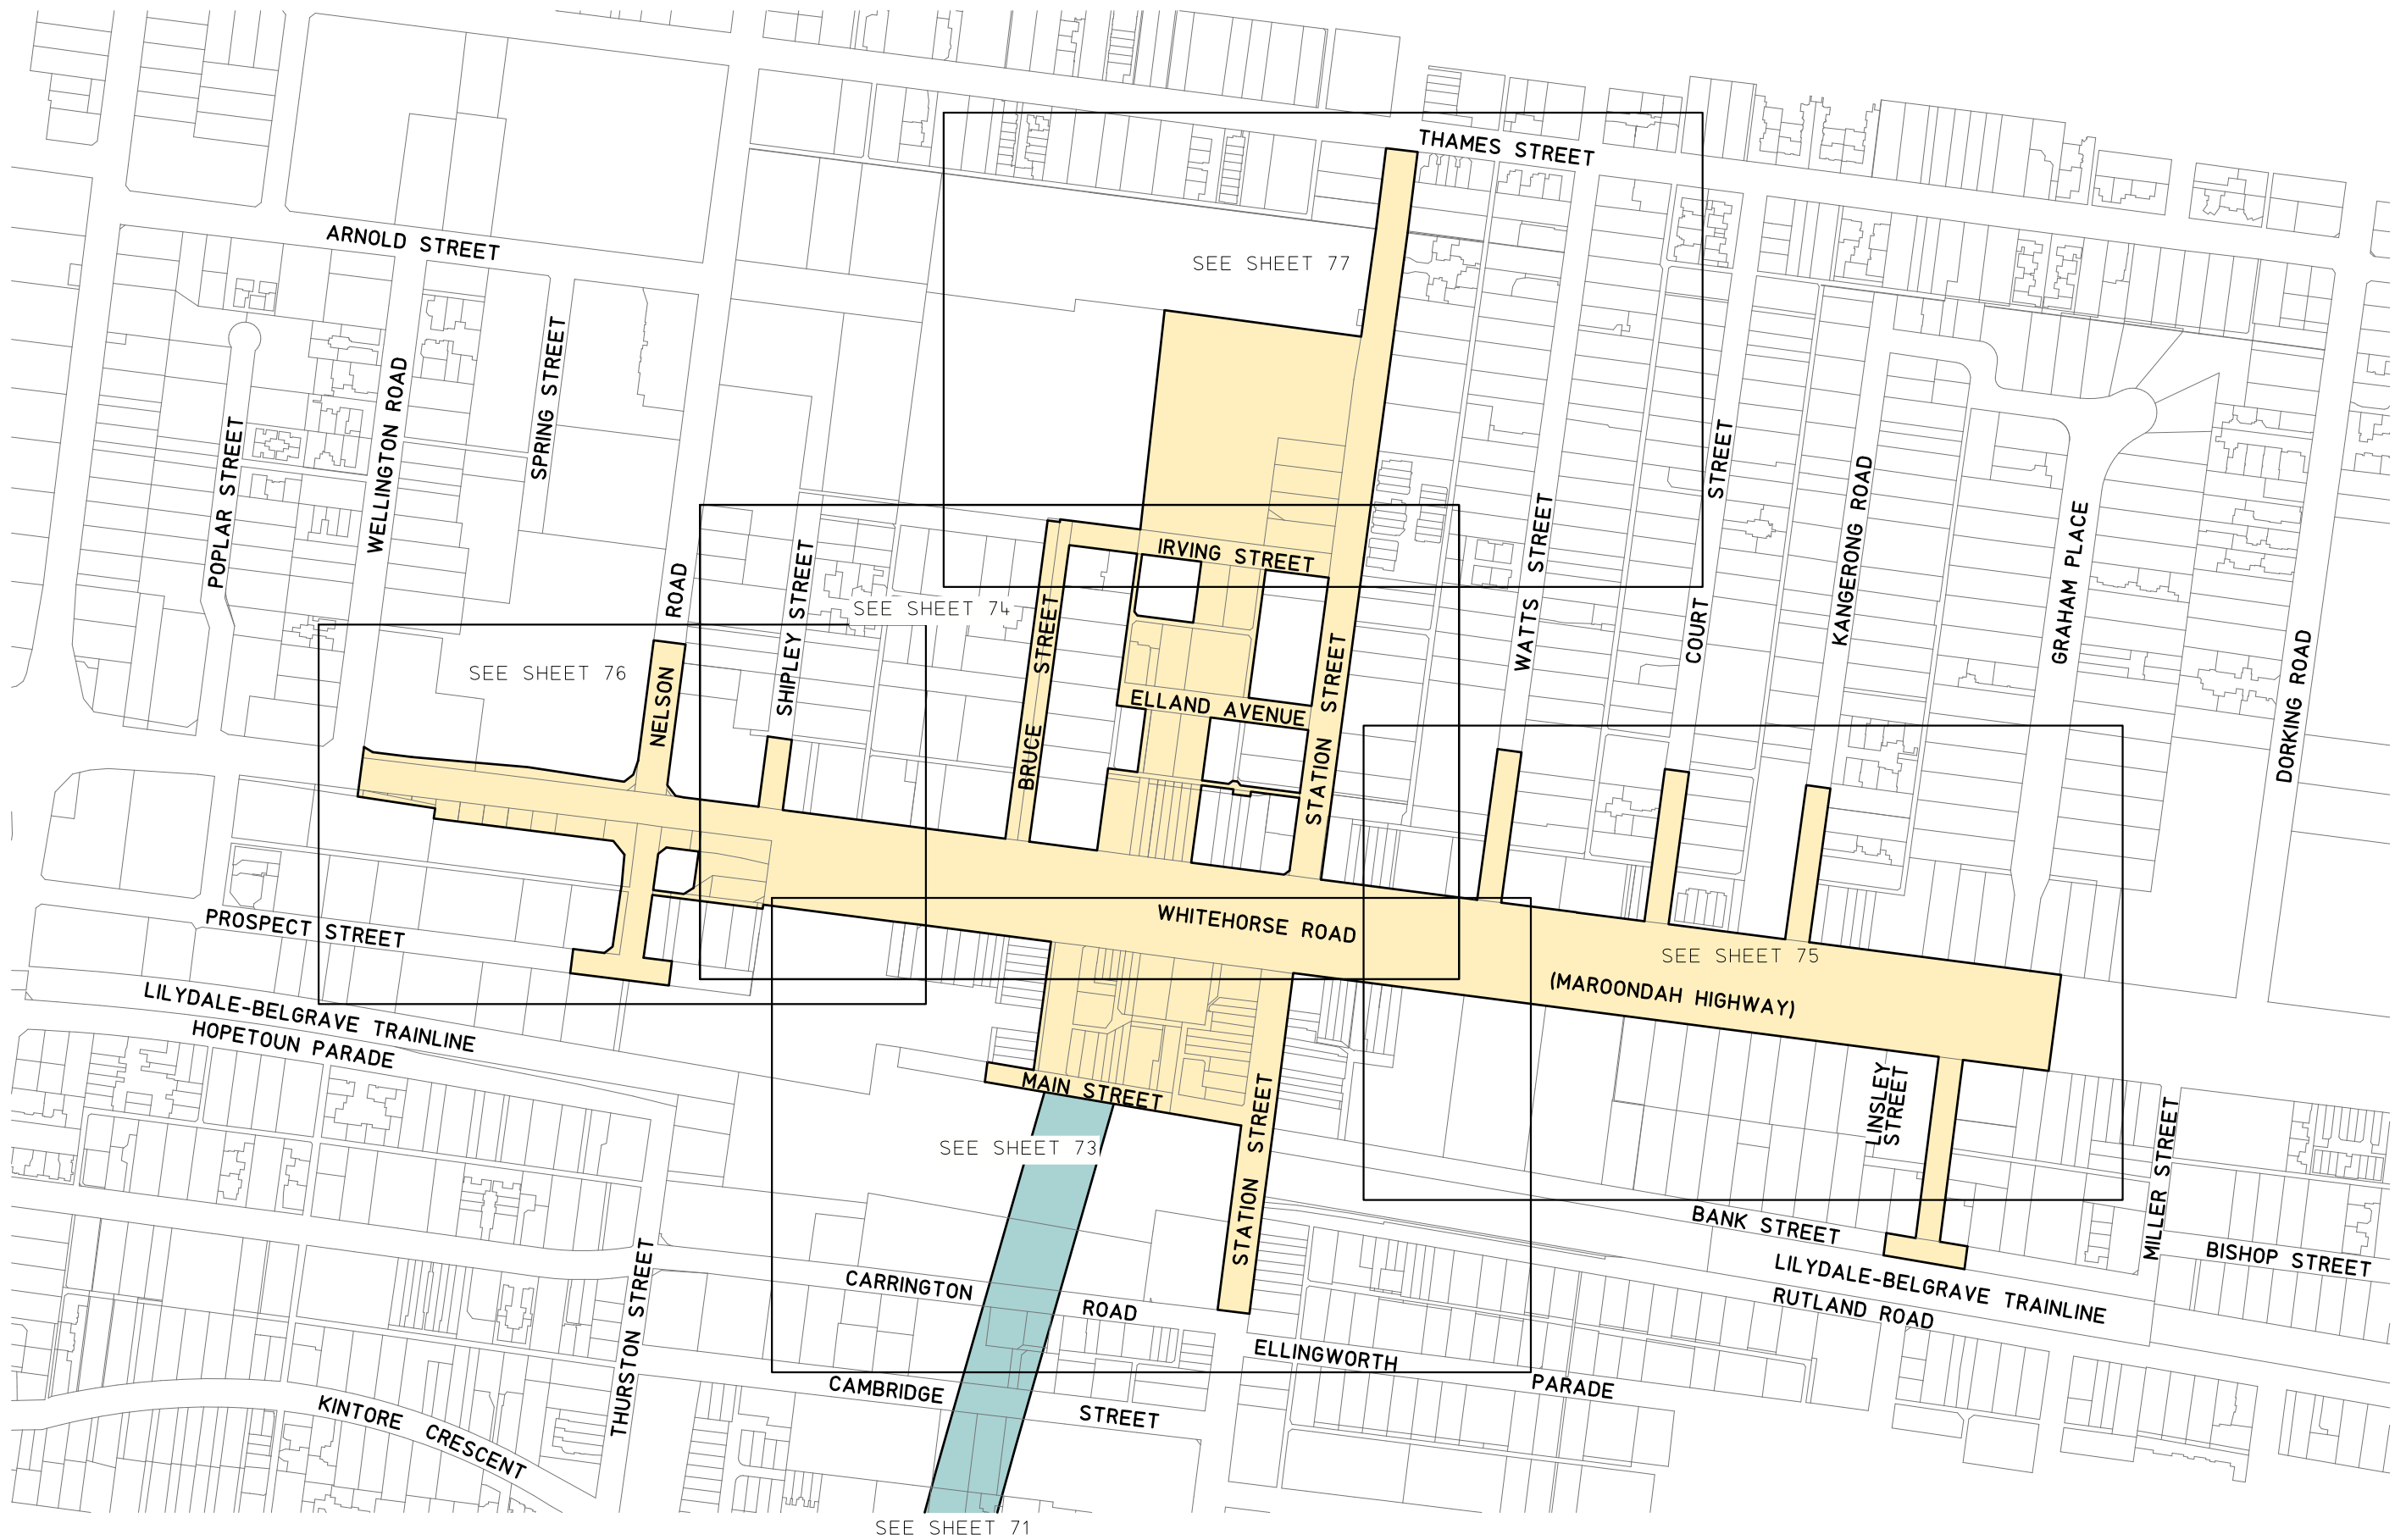 THAMES STREET
ARNOLD STREET
SEE SHEET 77
SPRING STREET
WELLINGTON ROAD
POPLAR STREET
STREET
COURT
WATTS STREET
KANGERONG ROAD
GRAHAM PLACE
DORKING ROAD
IRVING STREET
ROAD
NELSON
SHIPLEY STREET
SEE SHEET 74
BRUCE STREET
STATION STREET
SEE SHEET 76
ELLAND AVENUE
PROSPECT STREET
WHITEHORSE ROAD
SEE SHEET 75
(MAROONDAH HIGHWAY)
LILYDALE-BELGRAVE TRAINLINE
HOPETOUN PARADE
MAIN STREET
LINSLEY
STREET
SEE SHEET 73
STATION STREET
MILLER STREET
BANK STREET
BISHOP STREET
LILYDALE-BELGRAVE TRAINLINE
RUTLAND ROAD
CARRINGTON ROAD
THURSTON STREET
ELLINGWORTH PARADE
CAMBRIDGE STREET
KINTORE CRESCENT
SEE SHEET 71